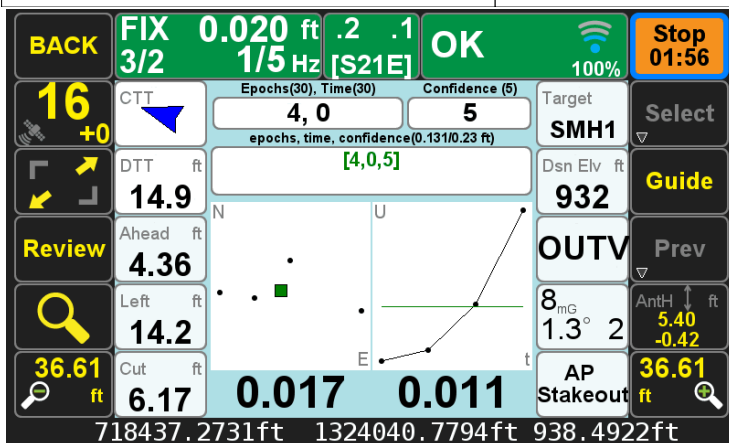 BACK
FIX 0.020 ft .2 .1 OK Stop
3/2 1/5 Hz [S21E] 100% 01:56
16 +0
CTT
Epochs(30), Time(30) Confidence (5)
4, 0 5
epochs, time, confidence(0.131/0.23 ft)
[4,0,5]
Target
SMH1
Select
DTT ft
14.9
Dsn Elv ft
932
Guide
Review
Ahead ft
4.36
N U
OUTV
Prev
Left ft
14.2
8mG
1.3° 2
AntH ft
5.40
-0.42
36.61
ft
Cut ft
6.17
E t
0.017 0.011
AP
Stakeout
36.61
ft
718437.2731ft 1324040.7794ft 938.4922ft